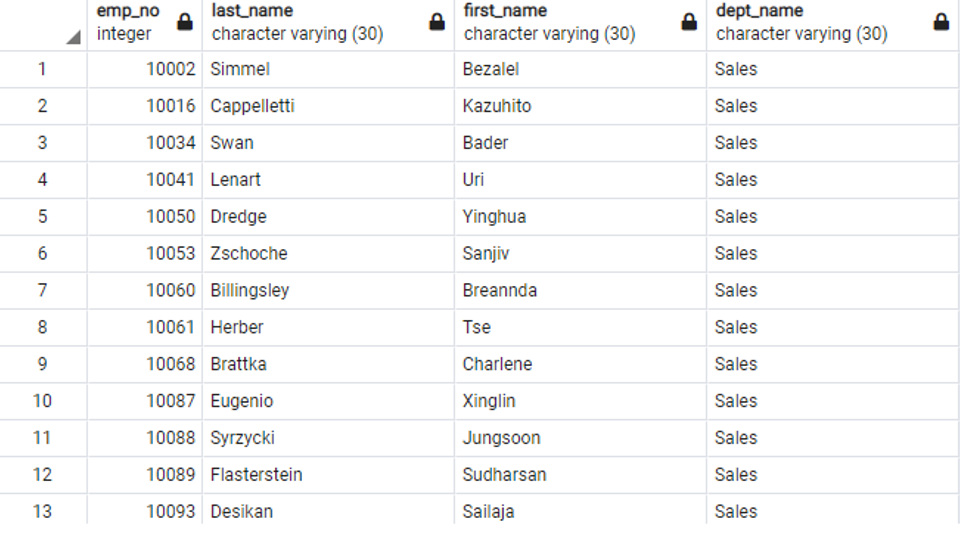 emp_no last_name first_name dept_name
integer character varying (30) character varying (30) character varying (30)
1 10002 Simmel Bezalel Sales
2 10016 Cappelletti Kazuhito Sales
3 10034 Swan Bader Sales
4 10041 Lenart Uri Sales
5 10050 Dredge Yinghua Sales
6 10053 Zschoche Sanjiv Sales
7 10060 Billingsley Breannda Sales
8 10061 Herber Tse Sales
9 10068 Brattka Charlene Sales
10 10087 Eugenio Xinglin Sales
11 10088 Syrzycki Jungsoon Sales
12 10089 Flasterstein Sudharsan Sales
13 10093 Desikan Sailaja Sales